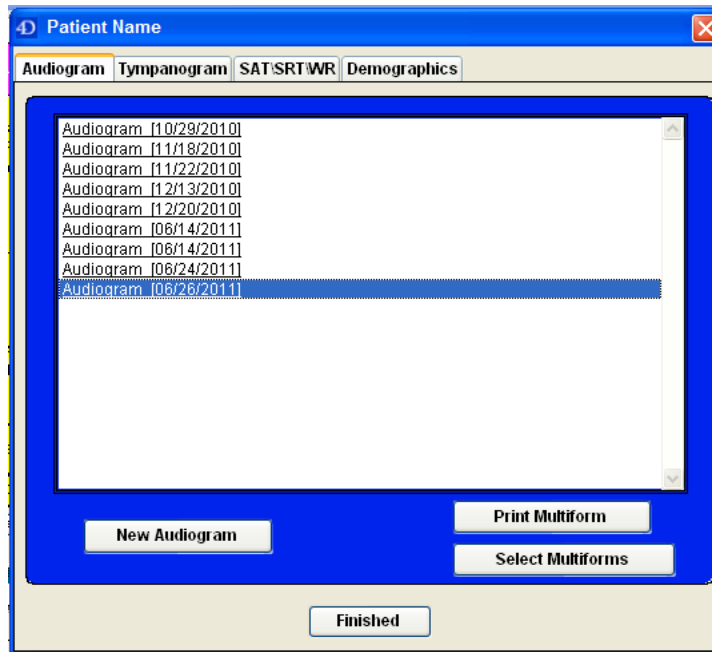 4D Patient Name
Audiogram Tympanogram SAT\SRT\WR Demographics
Audiogram [10/29/2010]
Audiogram [11/18/2010]
Audiogram [11/22/2010]
Audiogram [12/13/2010]
Audiogram [12/20/2010]
Audiogram [06/14/2011]
Audiogram [06/14/2011]
Audiogram [06/24/2011]
Audiogram [06/26/2011]
New Audiogram
Print Multiform
Select Multiforms
Finished